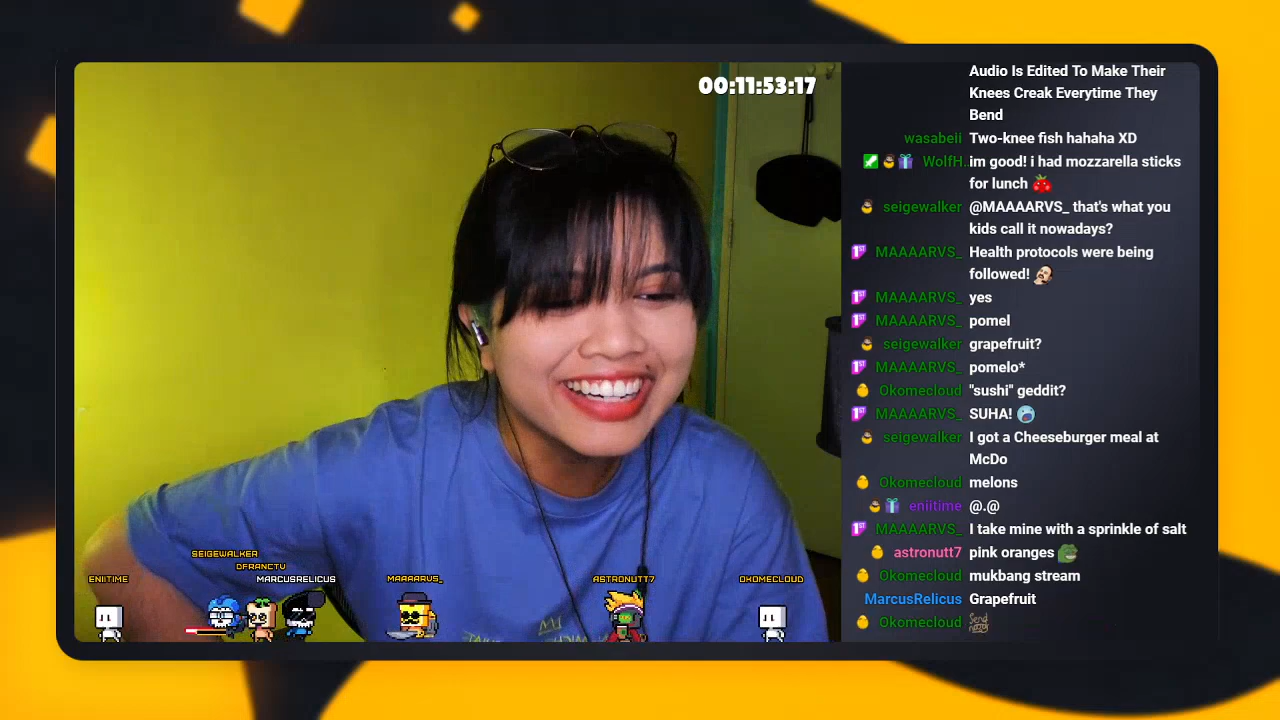 00:11:53:17
Audio Is Edited To Make Their
Knees Creak Everytime They
Bend
wasabeii Two-knee fish hahaha XD
WolfH. im good! i had mozzarella sticks
for lunch
seigewalker @MAAAARVS_ that's what you
kids call it nowadays?
MAAAARVS_ Health protocols were being
followed!
MAAAARVS_ yes
MAAAARVS_ pomel
seigewalker grapefruit?
MAAAARVS_ pomelo*
Okomecloud "sushi" geddit?
MAAAARVS_ SUHA!
seigewalker I got a Cheeseburger meal at
McDo
Okomecloud melons
eniitime @.@
MAAAARVS_ I take mine with a sprinkle of salt
astronutt7 pink oranges
Okomecloud mukbang stream
MarcusRelicus Grapefruit
Okomecloud Send
SEIGEWALKER
DFRANCTV
ENIITIME MARCUSRELICUS MAAAARVS_ ASTRONUTT7 OKOMECLOUD